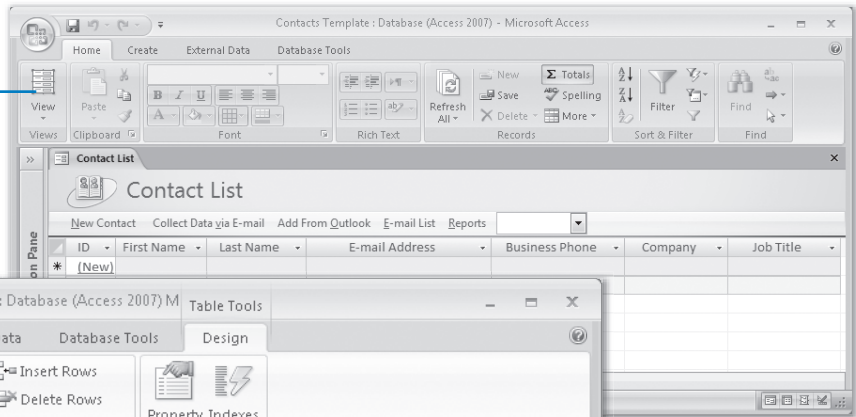 Contacts Template : Database (Access 2007) - Microsoft Access
Home Create External Data Database Tools
View Paste B I U A Refresh All New Save Delete Σ Totals ABC Spelling More Filter Find
Views Clipboard Font Rich Text Records Sort & Filter Find
Contact List
Contact List
New Contact Collect Data via E-mail Add From Outlook E-mail List Reports
ID First Name Last Name E-mail Address Business Phone Company Job Title
(New)
on Pane
: Database (Access 2007) M Table Tools
ata Database Tools Design
Insert Rows
Delete Rows
Property Indexes